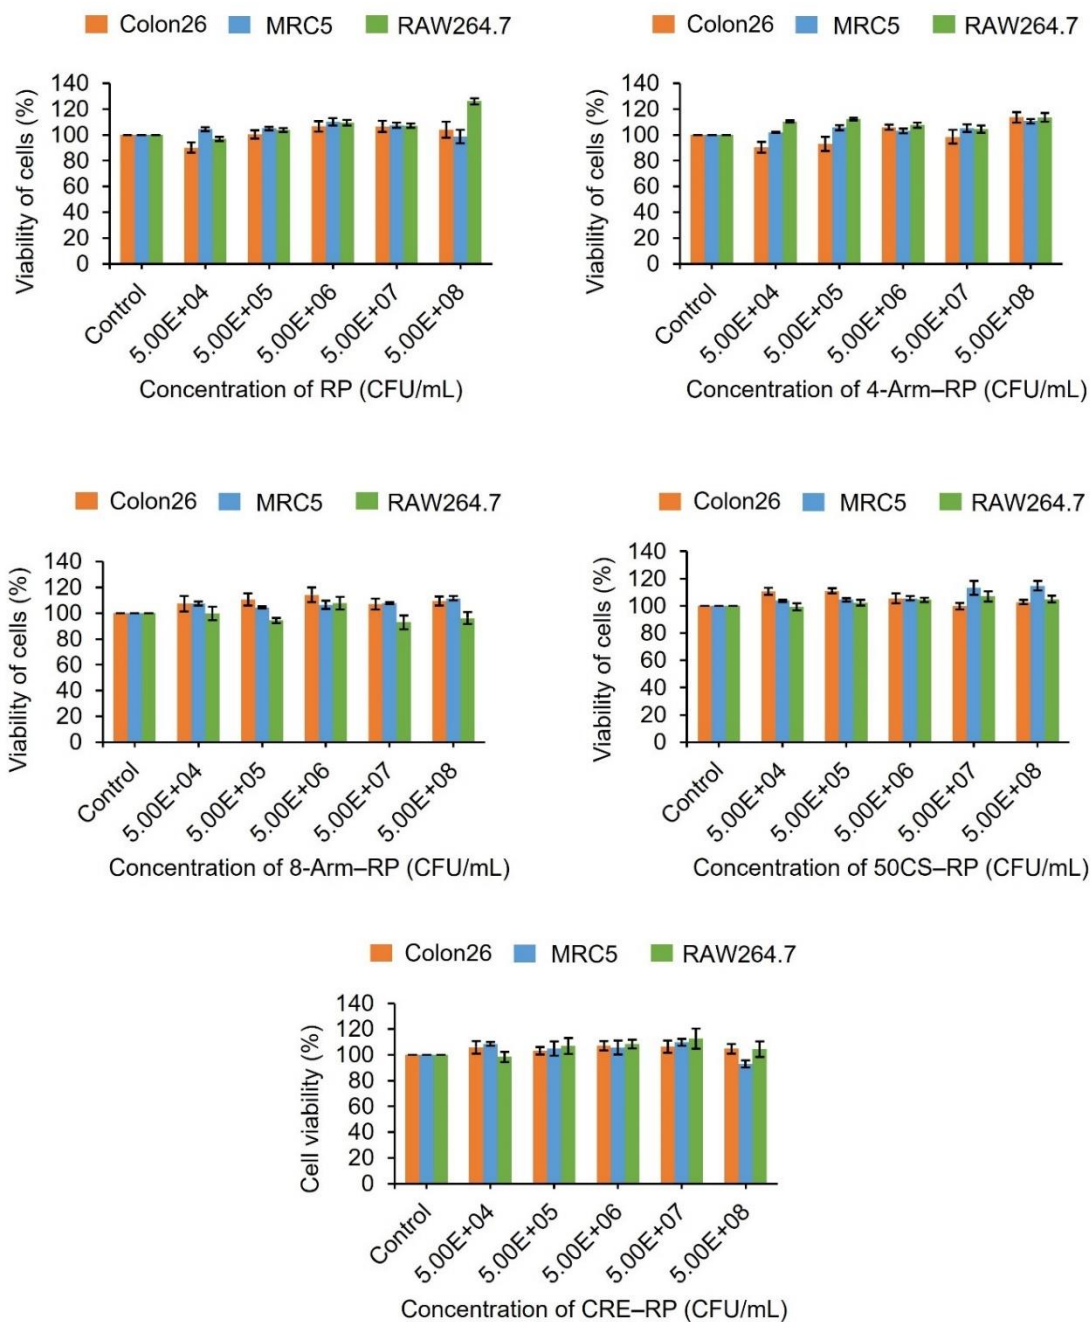 Colon26 MRC5 RAW264.7
Viability of cells (%)
140
120
100
80
60
40
20
0
Control 5.00E+04 5.00E+05 5.00E+06 5.00E+07 5.00E+08
Concentration of RP (CFU/mL)
Colon26 MRC5 RAW264.7
Viability of cells (%)
140
120
100
80
60
40
20
0
Control 5.00E+04 5.00E+05 5.00E+06 5.00E+07 5.00E+08
Concentration of 4-Arm–RP (CFU/mL)
Colon26 MRC5 RAW264.7
Viability of cells (%)
140
120
100
80
60
40
20
0
Control 5.00E+04 5.00E+05 5.00E+06 5.00E+07 5.00E+08
Concentration of 8-Arm–RP (CFU/mL)
Colon26 MRC5 RAW264.7
Viability of cells (%)
140
120
100
80
60
40
20
0
Control 5.00E+04 5.00E+05 5.00E+06 5.00E+07 5.00E+08
Concentration of 50CS–RP (CFU/mL)
Colon26 MRC5 RAW264.7
Cell viability (%)
140
120
100
80
60
40
20
0
Control 5.00E+04 5.00E+05 5.00E+06 5.00E+07 5.00E+08
Concentration of CRE–RP (CFU/mL)